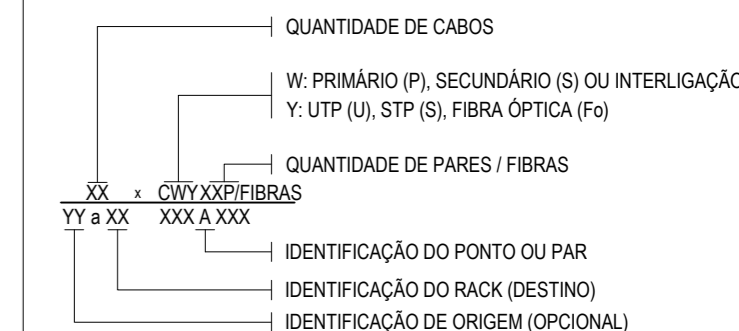 QUANTIDADE DE CABOS
W: PRIMÁRIO (P), SECUNDÁRIO (S) OU INTERLIGAÇÃO
Y: UTP (U), STP (S), FIBRA ÓPTICA (Fo)
QUANTIDADE DE PARES / FIBRAS
XX x CWYXXP/FIBRAS
YY a XX XXX A XXX
IDENTIFICAÇÃO DO PONTO OU PAR
IDENTIFICAÇÃO DO RACK (DESTINO)
IDENTIFICAÇÃO DE ORIGEM (OPCIONAL)